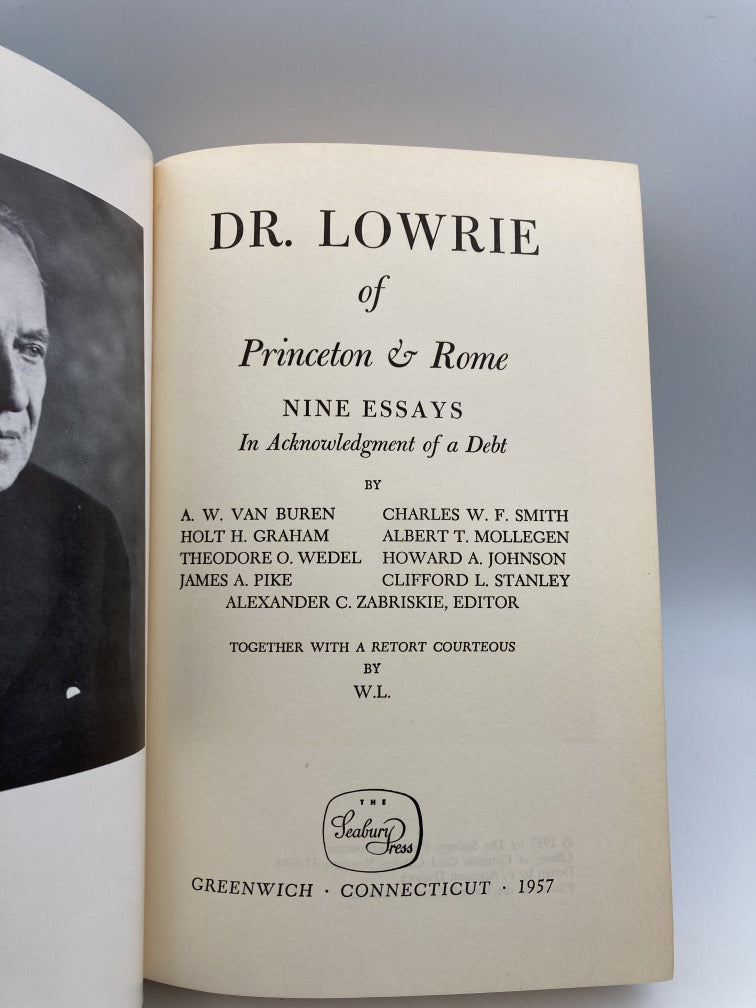 DR. LOWRIE
of
Princeton & Rome
NINE ESSAYS
In Acknowledgment of a Debt
BY
A. W. VAN BUREN CHARLES W. F. SMITH
HOLT H. GRAHAM ALBERT T. MOLLEGEN
THEODORE O. WEDEL HOWARD A. JOHNSON
JAMES A. PIKE CLIFFORD L. STANLEY
ALEXANDER C. ZABRISKIE, EDITOR
TOGETHER WITH A RETORT COURTEOUS
BY
W.L.
THE
Seabury
Press
GREENWICH · CONNECTICUT · 1957